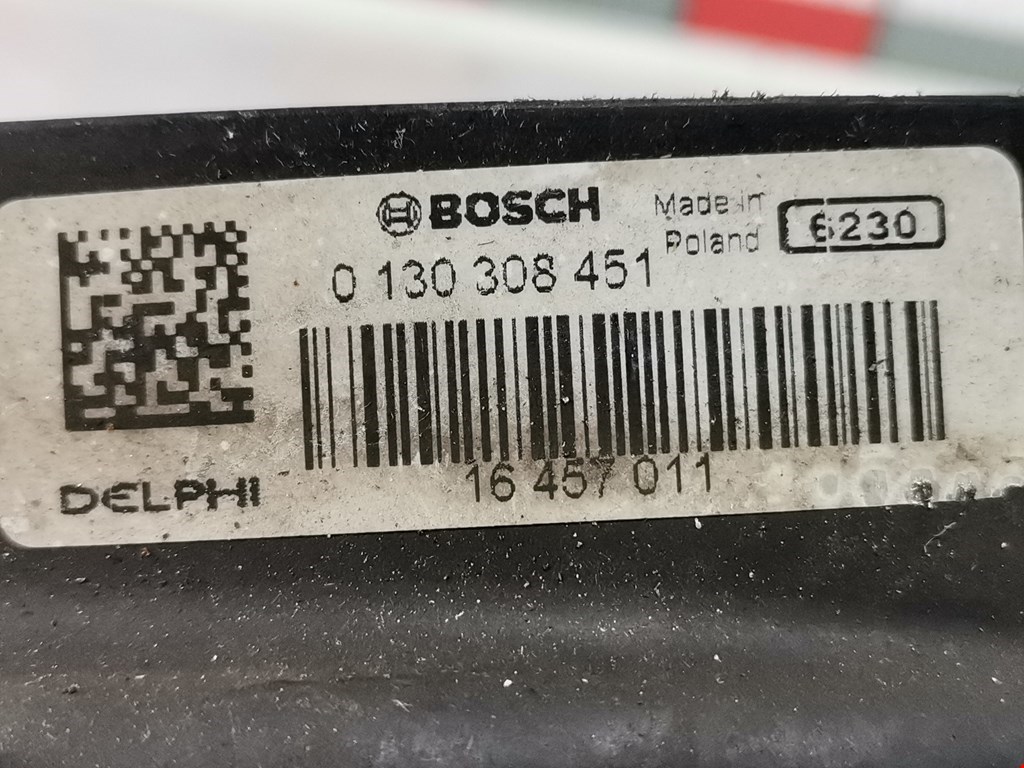 BOSCH
Made in
Poland
6230
0 130 308 451
16 457 011
DELPHI